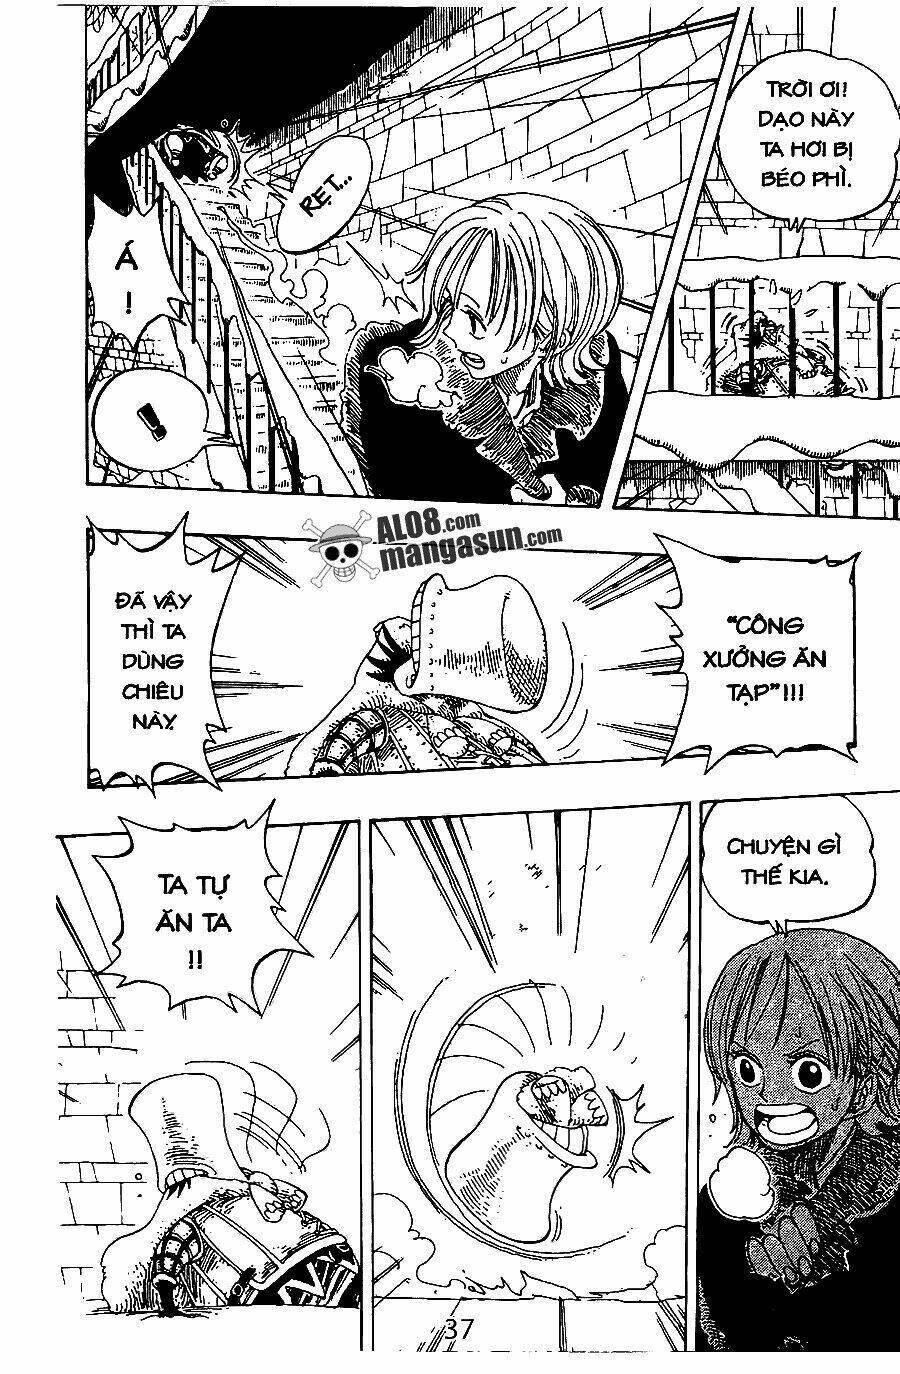 TRỜI ƠI!
DẠO NÀY
TA HƠI BỊ
BÉO PHÌ.
RẸT...
Á
!
!
AL08.com
mangasun.com
"CÔNG
XƯỞNG ĂN
TẠP"!!!
ĐÃ VẬY
THÌ TA
DÙNG
CHIÊU
NÀY.
CHUYỆN GÌ
THẾ KIA.
TA TỰ
ĂN TA
!!
37